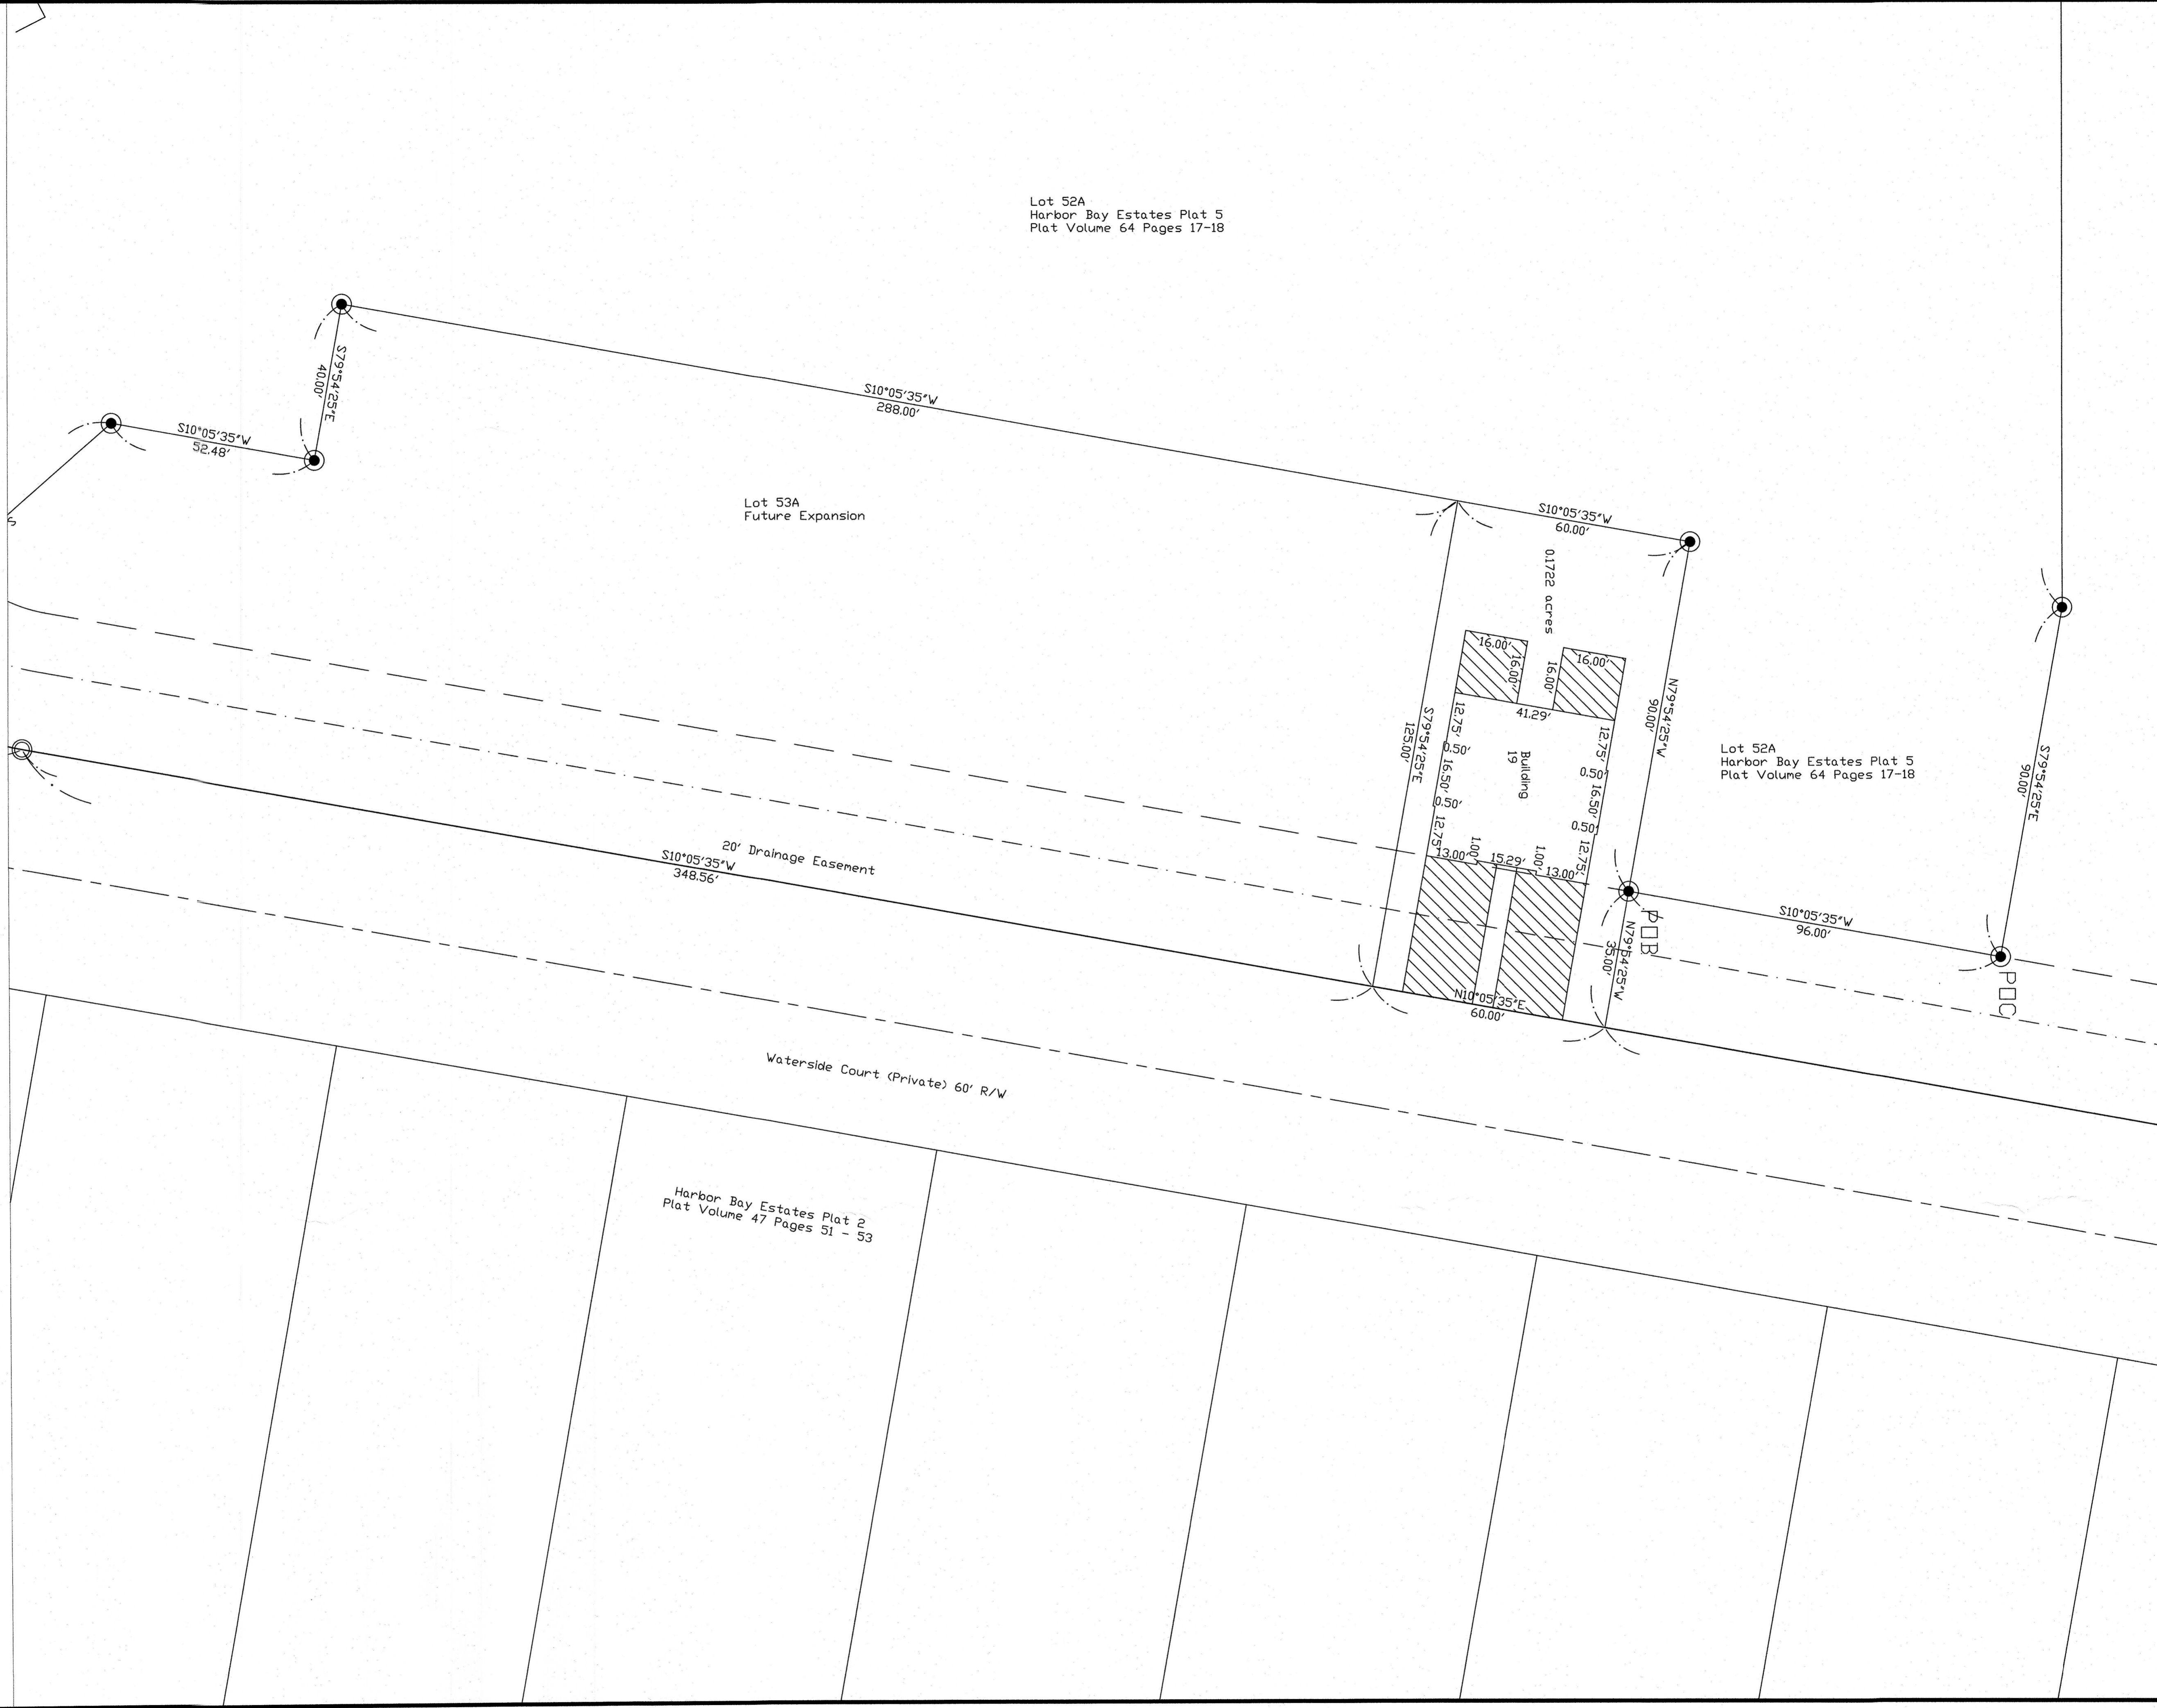 Lot 52A
Harbor Bay Estates Plat 5
Plat Volume 64 Pages 17-18
S79°54'25"E
40.00'
S10°05'35"W
288.00'
S10°05'35"W
52.48'
S
Lot 53A
Future Expansion
S10°05'35"W
60.00'
0.1722 acres
16.00'
16.00'
16.00'
16.00'
41.29'
S79°54'25"E
125.00'
12.75'
0.50'
16.50'
0.50'
12.75'
Building
19
12.75'
0.50'
16.50'
0.50'
12.75'
N79°54'25"W
90.00'
Lot 52A
Harbor Bay Estates Plat 5
Plat Volume 64 Pages 17-18
S79°54'25"E
90.00'
13.00'
1.00'
15.29'
1.00'
13.00'
20' Drainage Easement
S10°05'35"W
348.56'
POB
N79°54'25"W
35.00'
S10°05'35"W
96.00'
POC
N10°05'35"E
60.00'
Waterside Court (Private) 60' R/W
Harbor Bay Estates Plat 2
Plat Volume 47 Pages 51 - 53